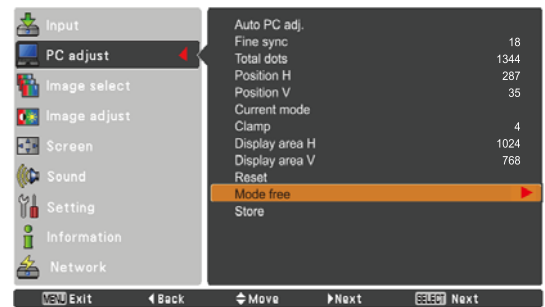 Input
PC adjust
Image select
Image adjust
Screen
Sound
Setting
Information
Network
Auto PC adj.
Fine sync 18
Total dots 1344
Position H 287
Position V 35
Current mode
Clamp 4
Display area H 1024
Display area V 768
Reset
Mode free
Store
MENU Exit Back Move Next SELECT Next